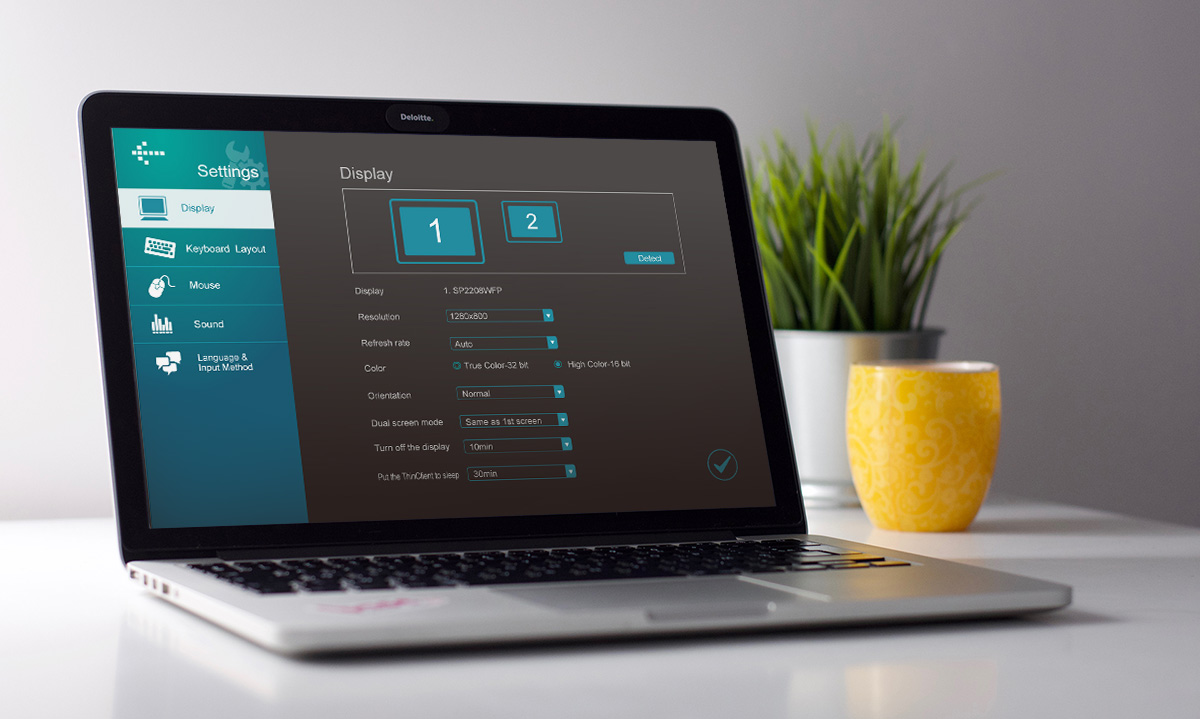 Deloitte.
Settings
Display
Keyboard Layout
Mouse
Sound
Language &
Input Method
Display
1
2
Detect
Display 1. SP2208WFP
Resolution 1280x800
Refresh rate Auto
Color True Color-32 bit High Color-16 bit
Orientation Normal
Dual screen mode Same as 1st screen
Turn off the display 10min
Put the ThinClient to sleep 30min